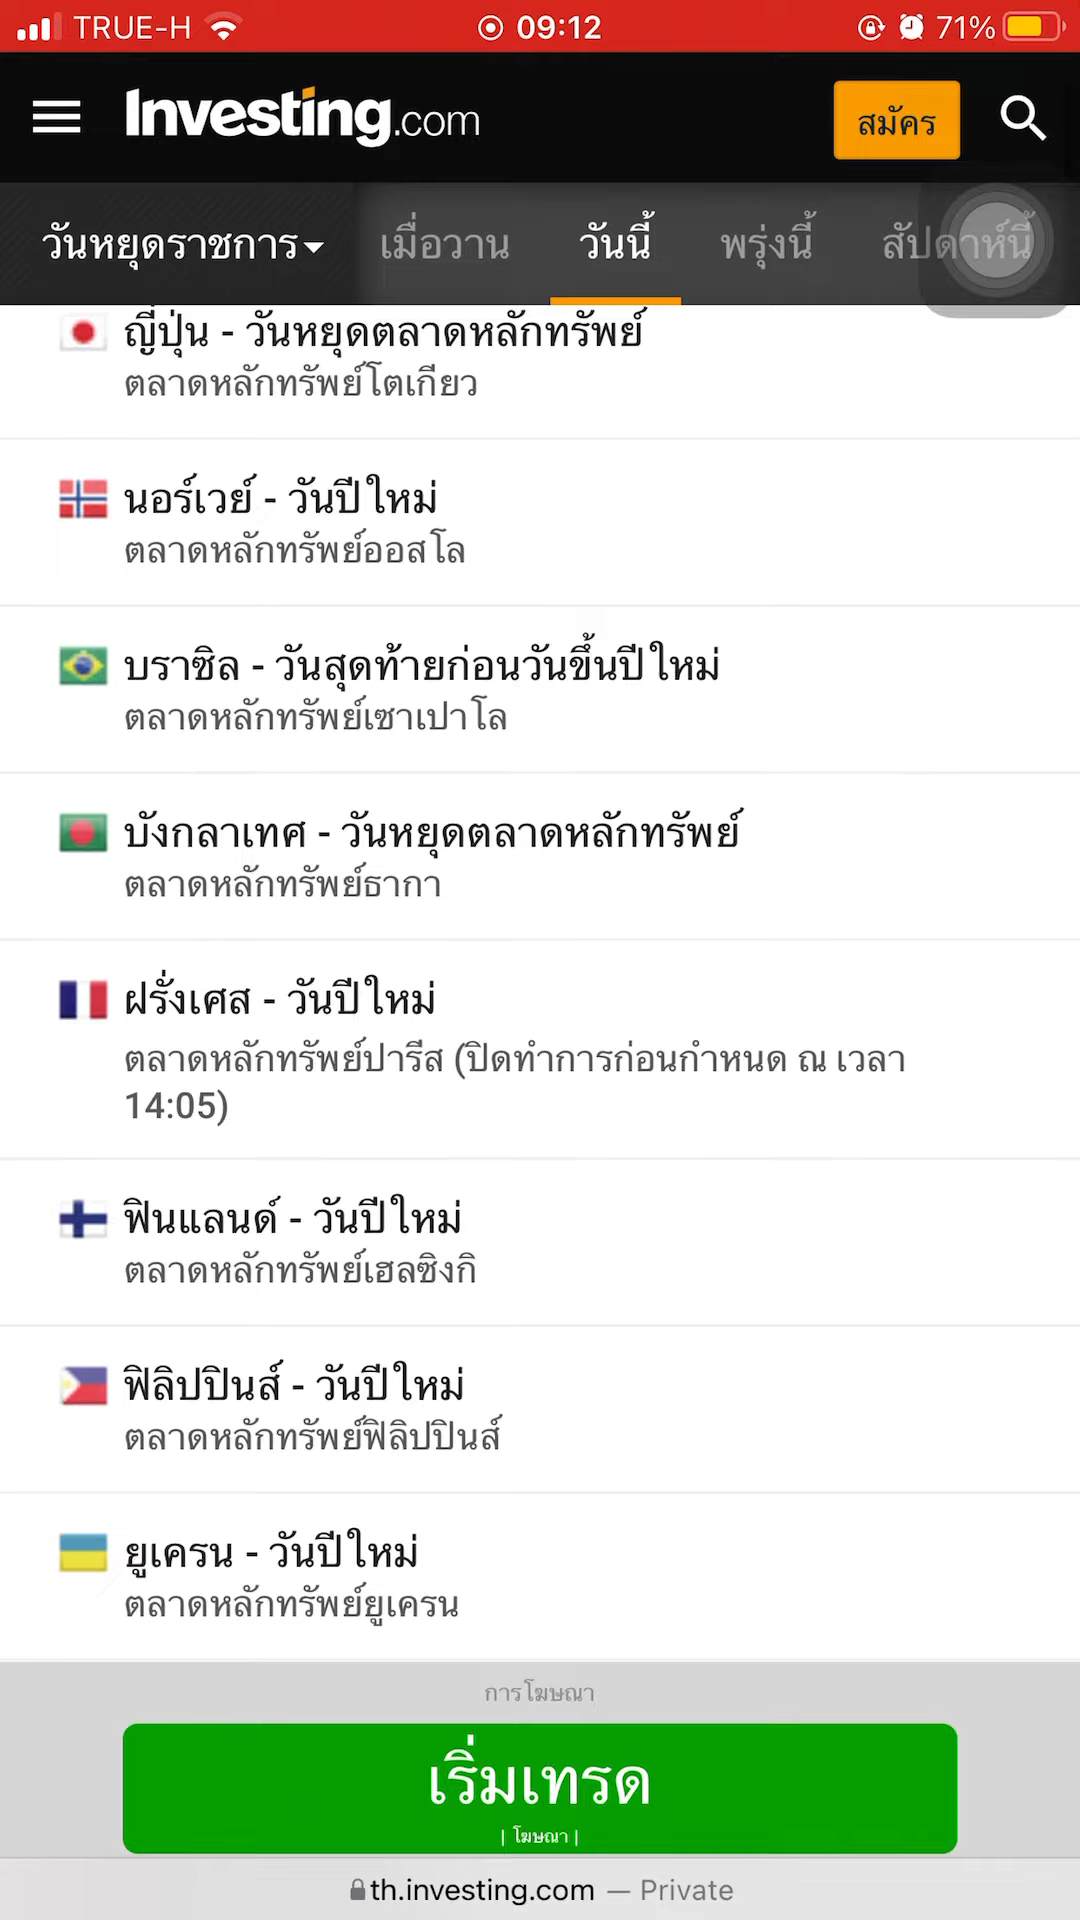 TRUE-H 09:12 71%
Investing.com สมัคร
วันหยุดราชการ เมื่อวาน วันนี้ พรุ่งนี้ สัปดาห์นี้
ญี่ปุ่น - วันหยุดตลาดหลักทรัพย์
ตลาดหลักทรัพย์โตเกียว
นอร์เวย์ - วันปีใหม่
ตลาดหลักทรัพย์ออสโล
บราซิล - วันสุดท้ายก่อนวันขึ้นปีใหม่
ตลาดหลักทรัพย์เซาเปาโล
บังกลาเทศ - วันหยุดตลาดหลักทรัพย์
ตลาดหลักทรัพย์ธากา
ฝรั่งเศส - วันปีใหม่
ตลาดหลักทรัพย์ปารีส (ปิดทำการก่อนกำหนด ณ เวลา
14:05)
ฟินแลนด์ - วันปีใหม่
ตลาดหลักทรัพย์เฮลซิงกิ
ฟิลิปปินส์ - วันปีใหม่
ตลาดหลักทรัพย์ฟิลิปปินส์
ยูเครน - วันปีใหม่
ตลาดหลักทรัพย์ยูเครน
การโฆษณา
เริ่มเทรด
| โฆษณา |
th.investing.com — Private